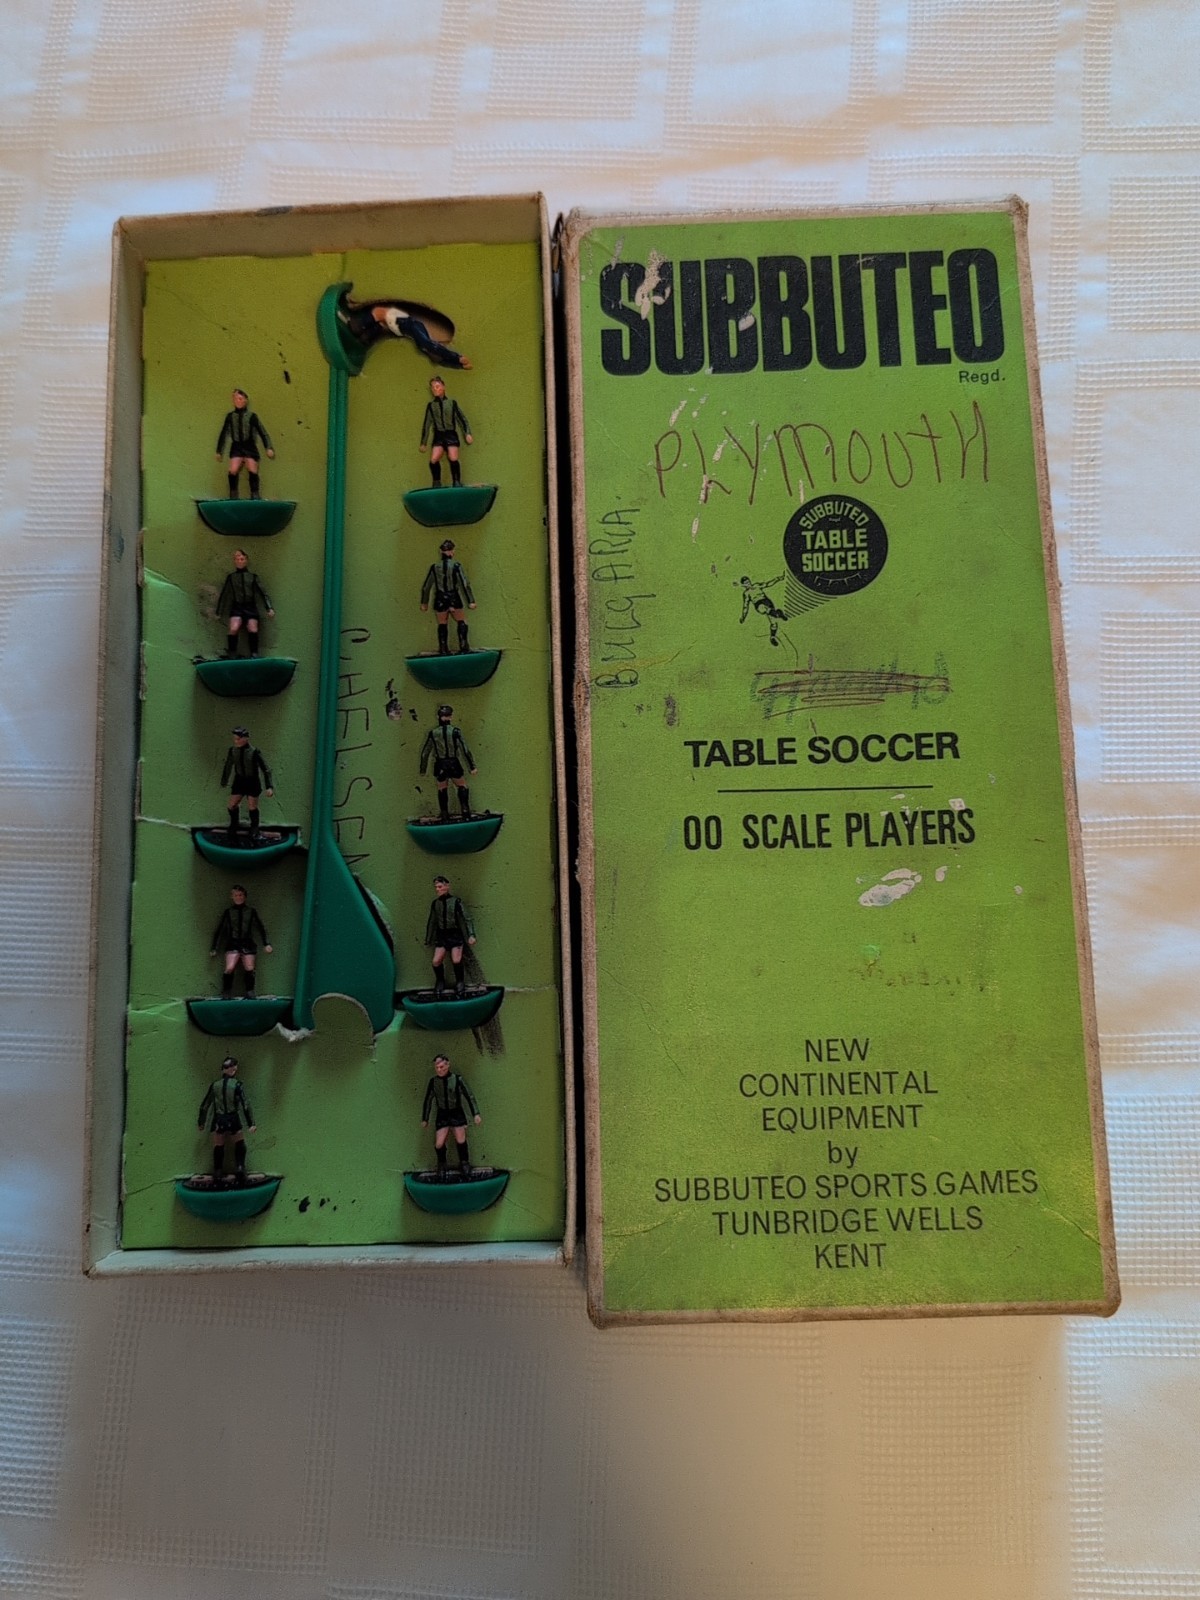 CHELSEA
SUBBUTEO
Regd.
PLYMOUTH
BULGARIA.
SUBBUTEO
TABLE
SOCCER
TABLE SOCCER
00 SCALE PLAYERS
NEW
CONTINENTAL
EQUIPMENT
by
SUBBUTEO SPORTS GAMES
TUNBRIDGE WELLS
KENT